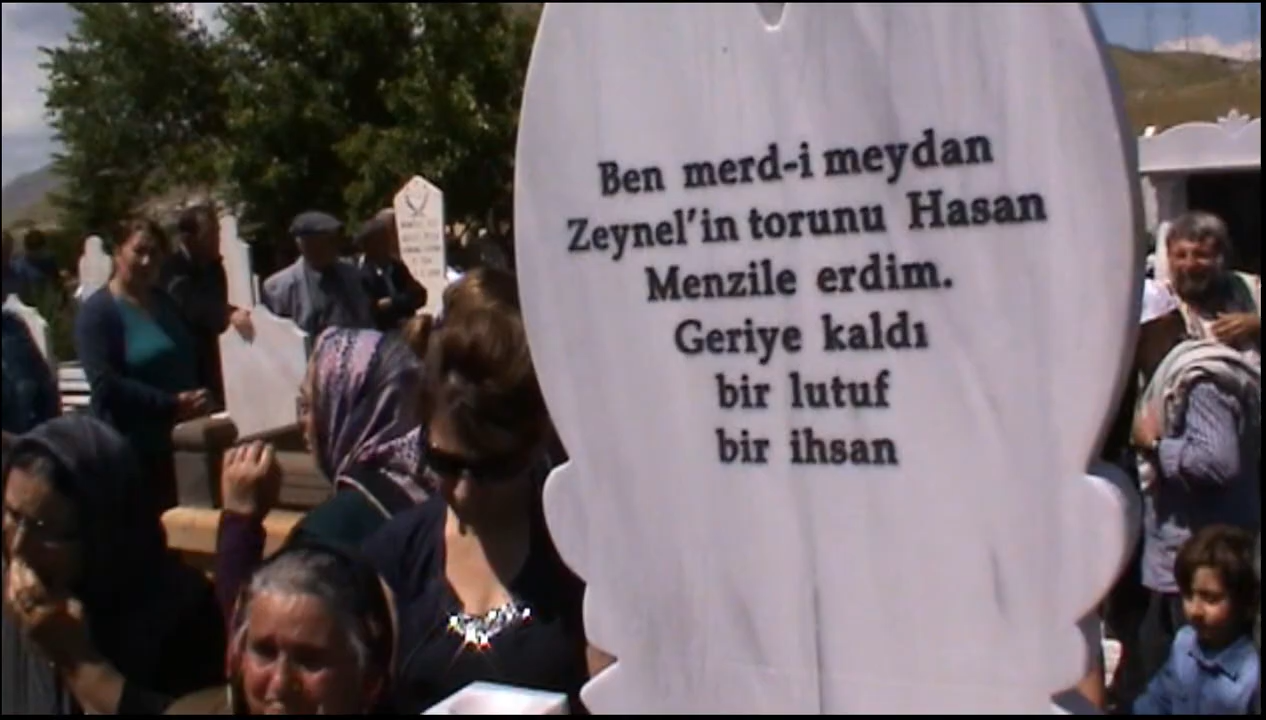 Ben merd-i meydan
Zeynel'in torunu Hasan
Menzile erdim.
Geriye kaldı
bir lutuf
bir ihsan